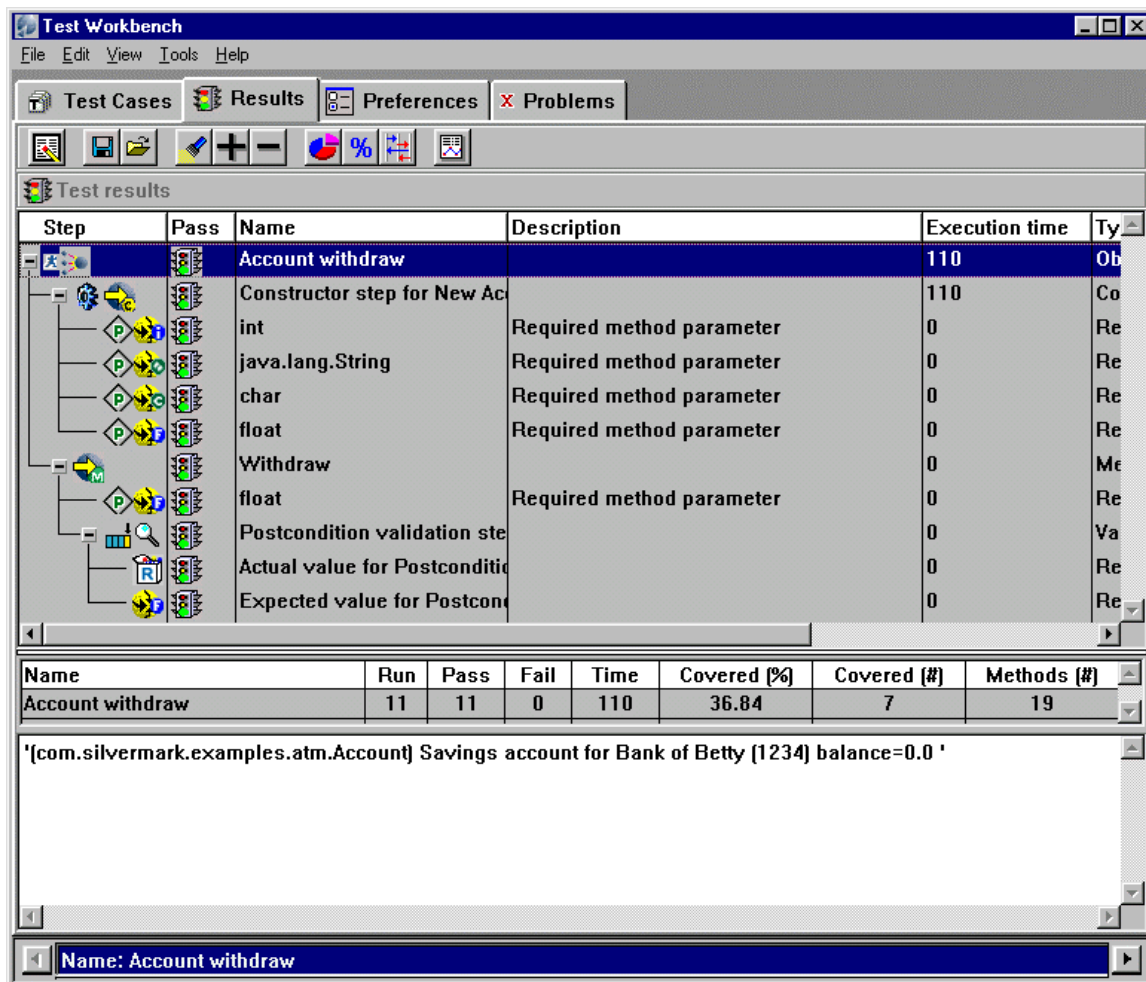 Test Workbench
File Edit View Tools Help
Test Cases Results Preferences x Problems
%
Test results
Step Pass Name Description Execution time Ty
Account withdraw 110 Ob
Constructor step for New Ac 110 Co
int Required method parameter 0 Re
java.lang.String Required method parameter 0 Re
char Required method parameter 0 Re
float Required method parameter 0 Re
Withdraw 0 Me
float Required method parameter 0 Re
Postcondition validation ste 0 Va
Actual value for Postconditi 0 Re
Expected value for Postcon 0 Re
Name Run Pass Fail Time Covered (%) Covered (#) Methods (#)
Account withdraw 11 11 0 110 36.84 7 19
'(com.silvermark.examples.atm.Account) Savings account for Bank of Betty (1234) balance=0.0 '
Name: Account withdraw